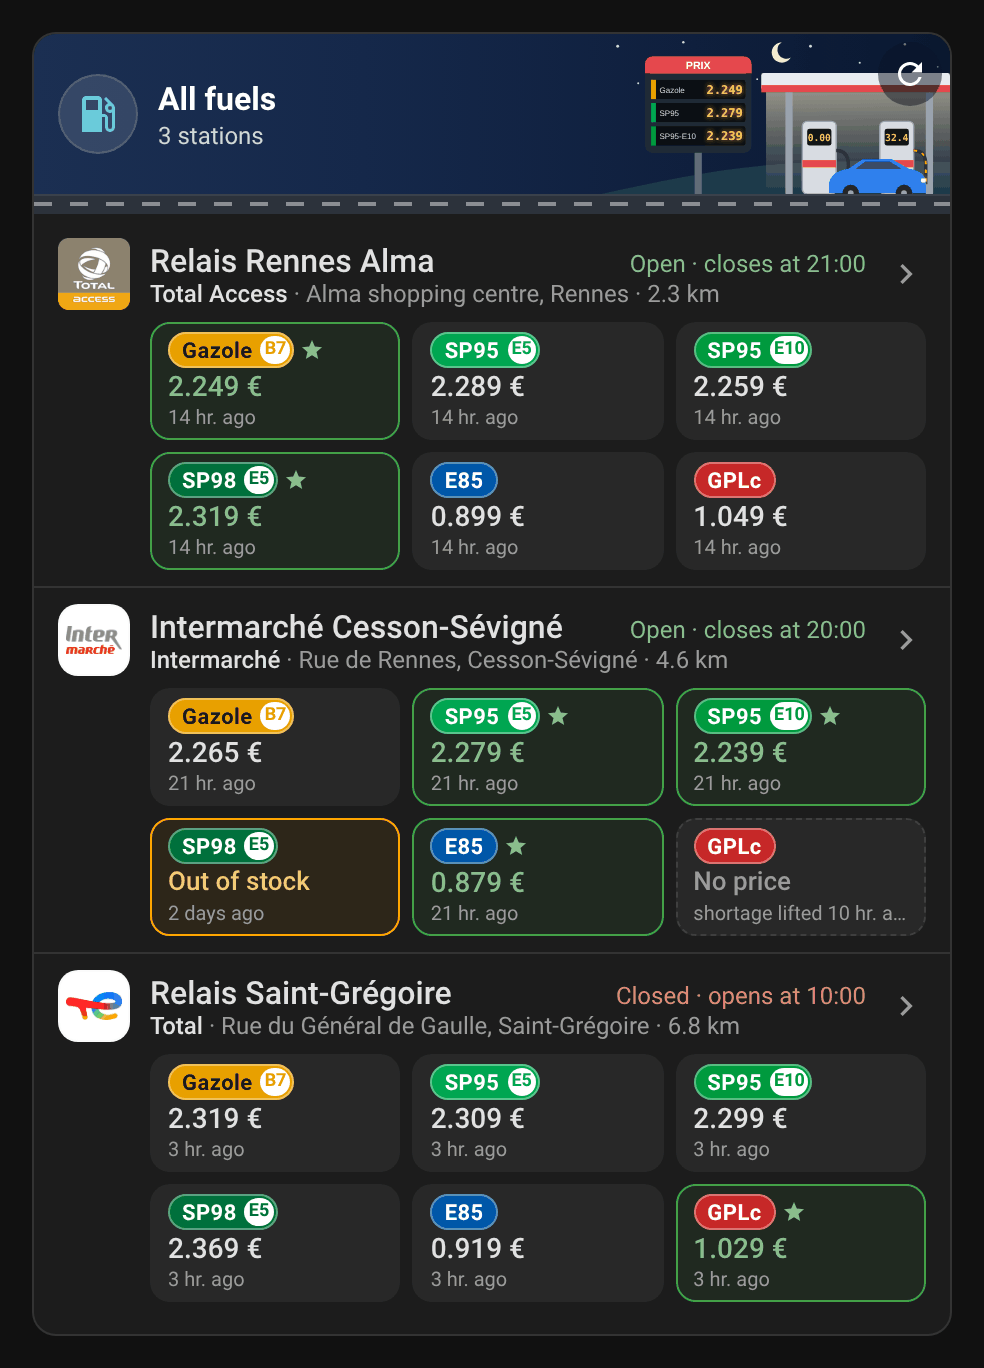 All fuels
3 stations
PRIX
Gazole 2.249
SP95 2.279
SP95-E10 2.239
0.00
32.4
TOTAL
access
Relais Rennes Alma
Open · closes at 21:00
Total Access · Alma shopping centre, Rennes · 2.3 km
Gazole B7
2.249 €
14 hr. ago
SP95 E5
2.289 €
14 hr. ago
SP95 E10
2.259 €
14 hr. ago
SP98 E5
2.319 €
14 hr. ago
E85
0.899 €
14 hr. ago
GPLc
1.049 €
14 hr. ago
Inter
marché
Intermarché Cesson-Sévigné
Open · closes at 20:00
Intermarché · Rue de Rennes, Cesson-Sévigné · 4.6 km
Gazole B7
2.265 €
21 hr. ago
SP95 E5
2.279 €
21 hr. ago
SP95 E10
2.239 €
21 hr. ago
SP98 E5
Out of stock
2 days ago
E85
0.879 €
21 hr. ago
GPLc
No price
shortage lifted 10 hr. a...
Relais Saint-Grégoire
Closed · opens at 10:00
Total · Rue du Général de Gaulle, Saint-Grégoire · 6.8 km
Gazole B7
2.319 €
3 hr. ago
SP95 E5
2.309 €
3 hr. ago
SP95 E10
2.299 €
3 hr. ago
SP98 E5
2.369 €
3 hr. ago
E85
0.919 €
3 hr. ago
GPLc
1.029 €
3 hr. ago